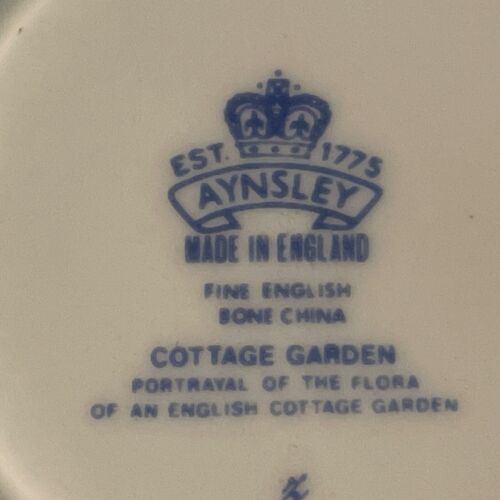 EST. 1775
AYNSLEY
MADE IN ENGLAND
FINE ENGLISH
BONE CHINA
COTTAGE GARDEN
PORTRAYAL OF THE FLORA
OF AN ENGLISH COTTAGE GARDEN